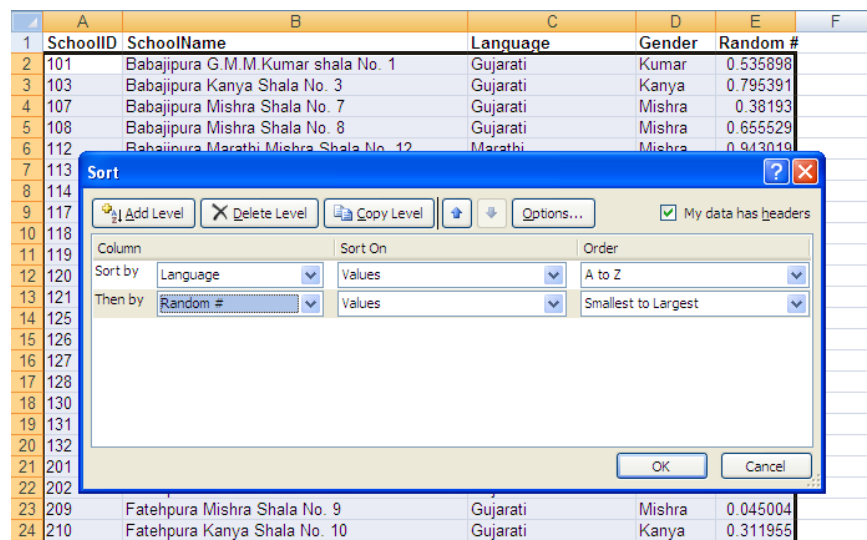 A B C D E F
1 SchoolID SchoolName Language Gender Random #
2 101 Babajipura G.M.M.Kumar shala No. 1 Gujarati Kumar 0.535898
3 103 Babajipura Kanya Shala No. 3 Gujarati Kanya 0.795391
4 107 Babajipura Mishra Shala No. 7 Gujarati Mishra 0.38193
5 108 Babajipura Mishra Shala No. 8 Gujarati Mishra 0.655529
6 112 Babajipura Marathi Mishra Shala No. 12 Marathi Mishra 0.943019
7 113
8 114
9 117
10 118
11 119
12 120
13 121
14 125
15 126
16 127
17 128
18 130
19 131
20 132
21 201
22 202
Sort
Add Level Delete Level Copy Level Options... My data has headers
Column Sort On Order
Sort by Language Values A to Z
Then by Random # Values Smallest to Largest
OK Cancel
23 209 Fatehpura Mishra Shala No. 9 Gujarati Mishra 0.045004
24 210 Fatehpura Kanya Shala No. 10 Gujarati Kanya 0.311955